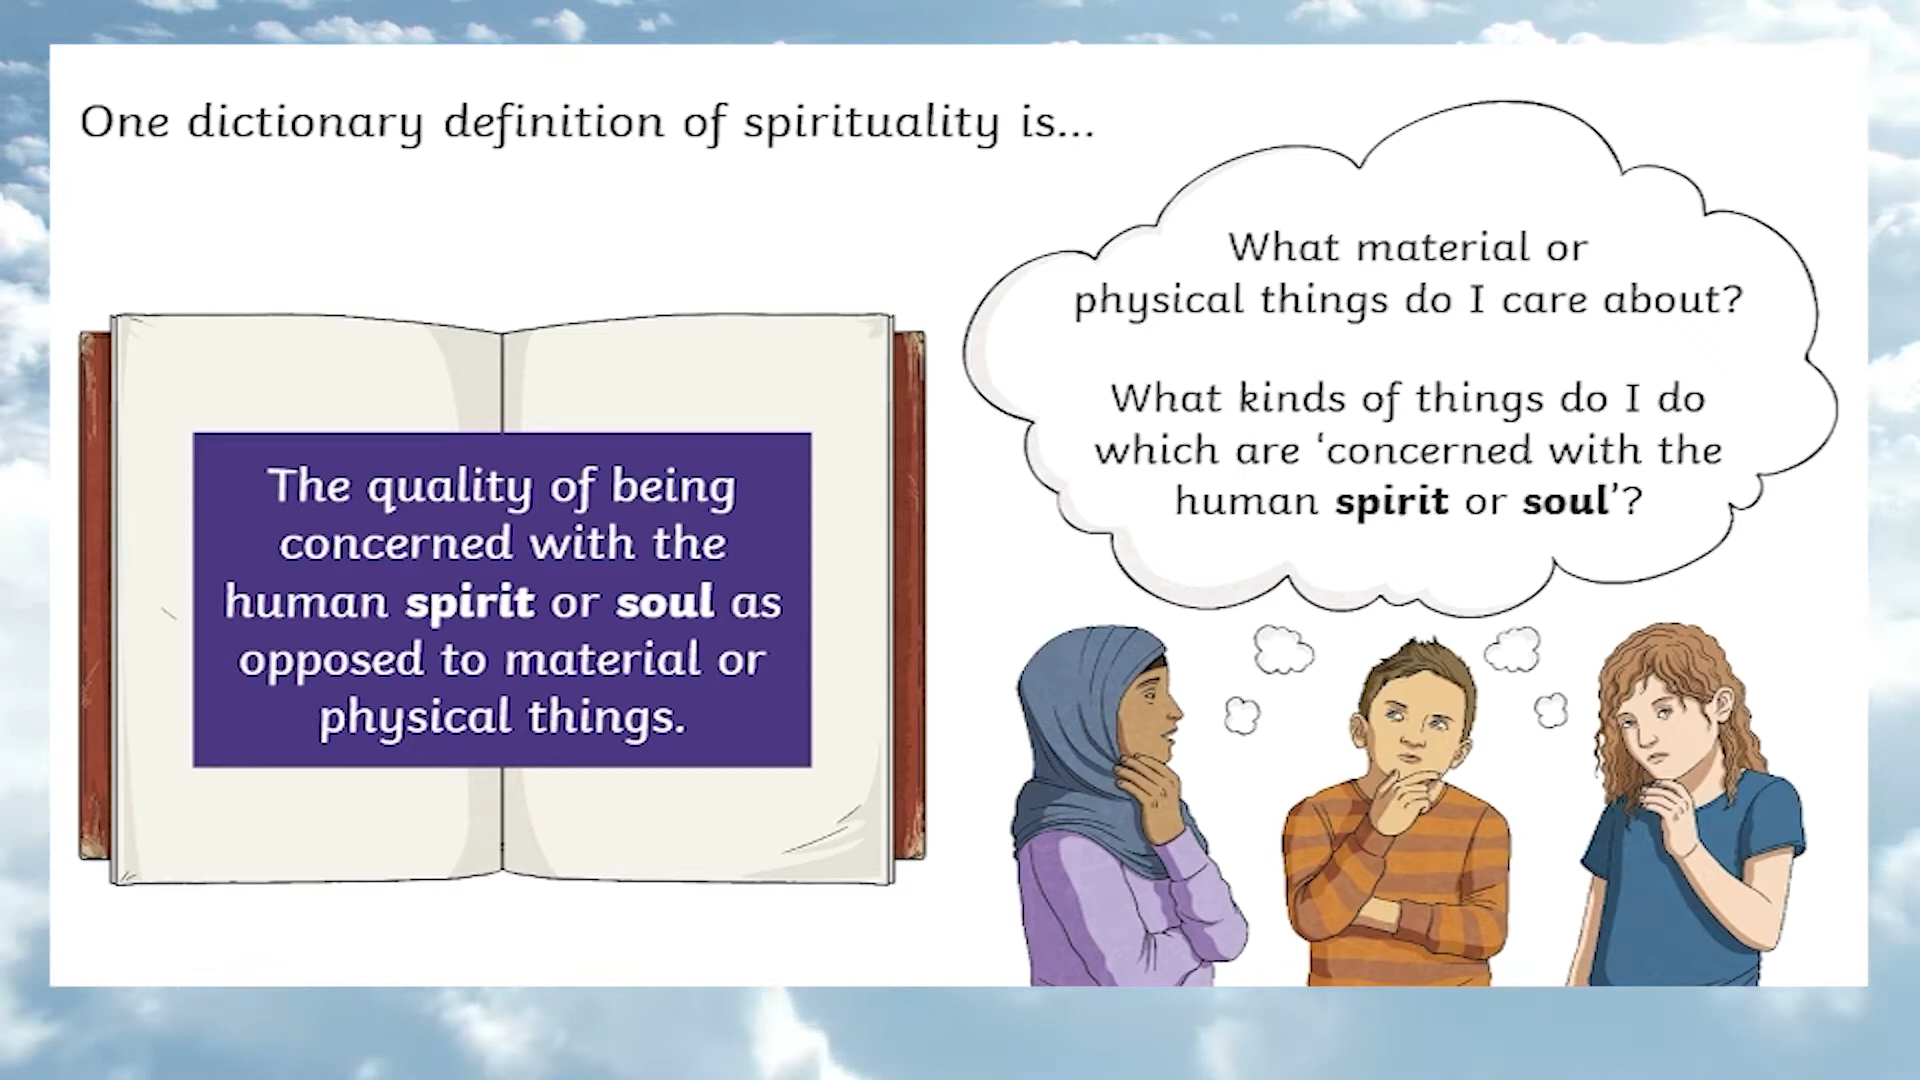 One dictionary definition of spirituality is...
The quality of being
concerned with the
human spirit or soul as
opposed to material or
physical things.
What material or
physical things do I care about?
What kinds of things do I do
which are ‘concerned with the
human spirit or soul’?